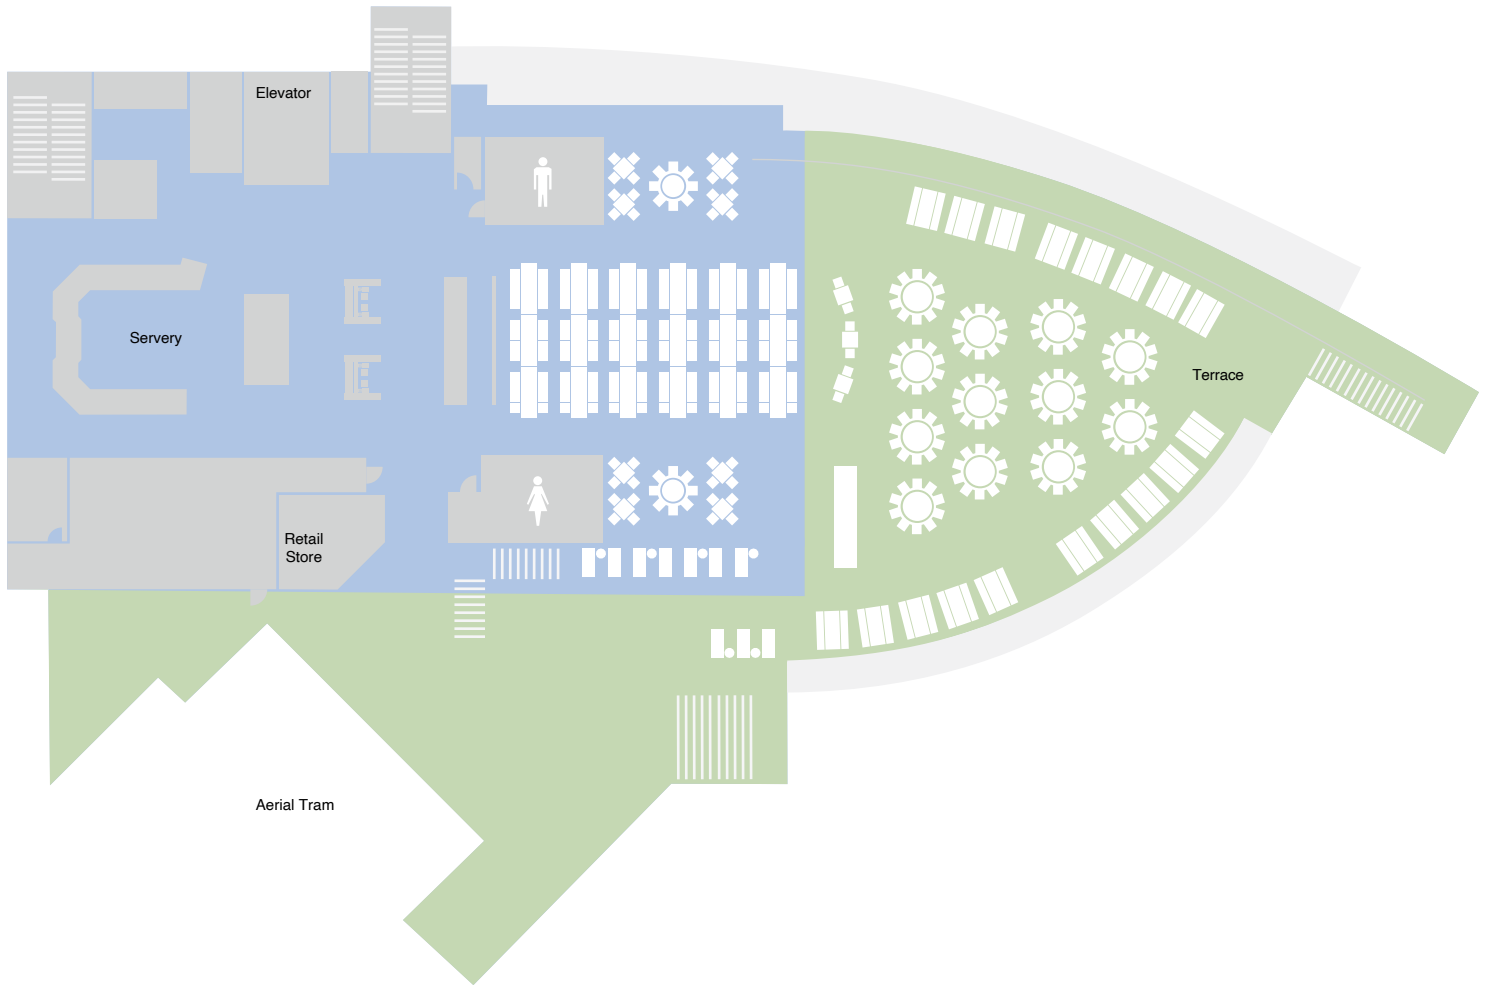 Elevator
Servery
Terrace
Retail
Store
Aerial Tram